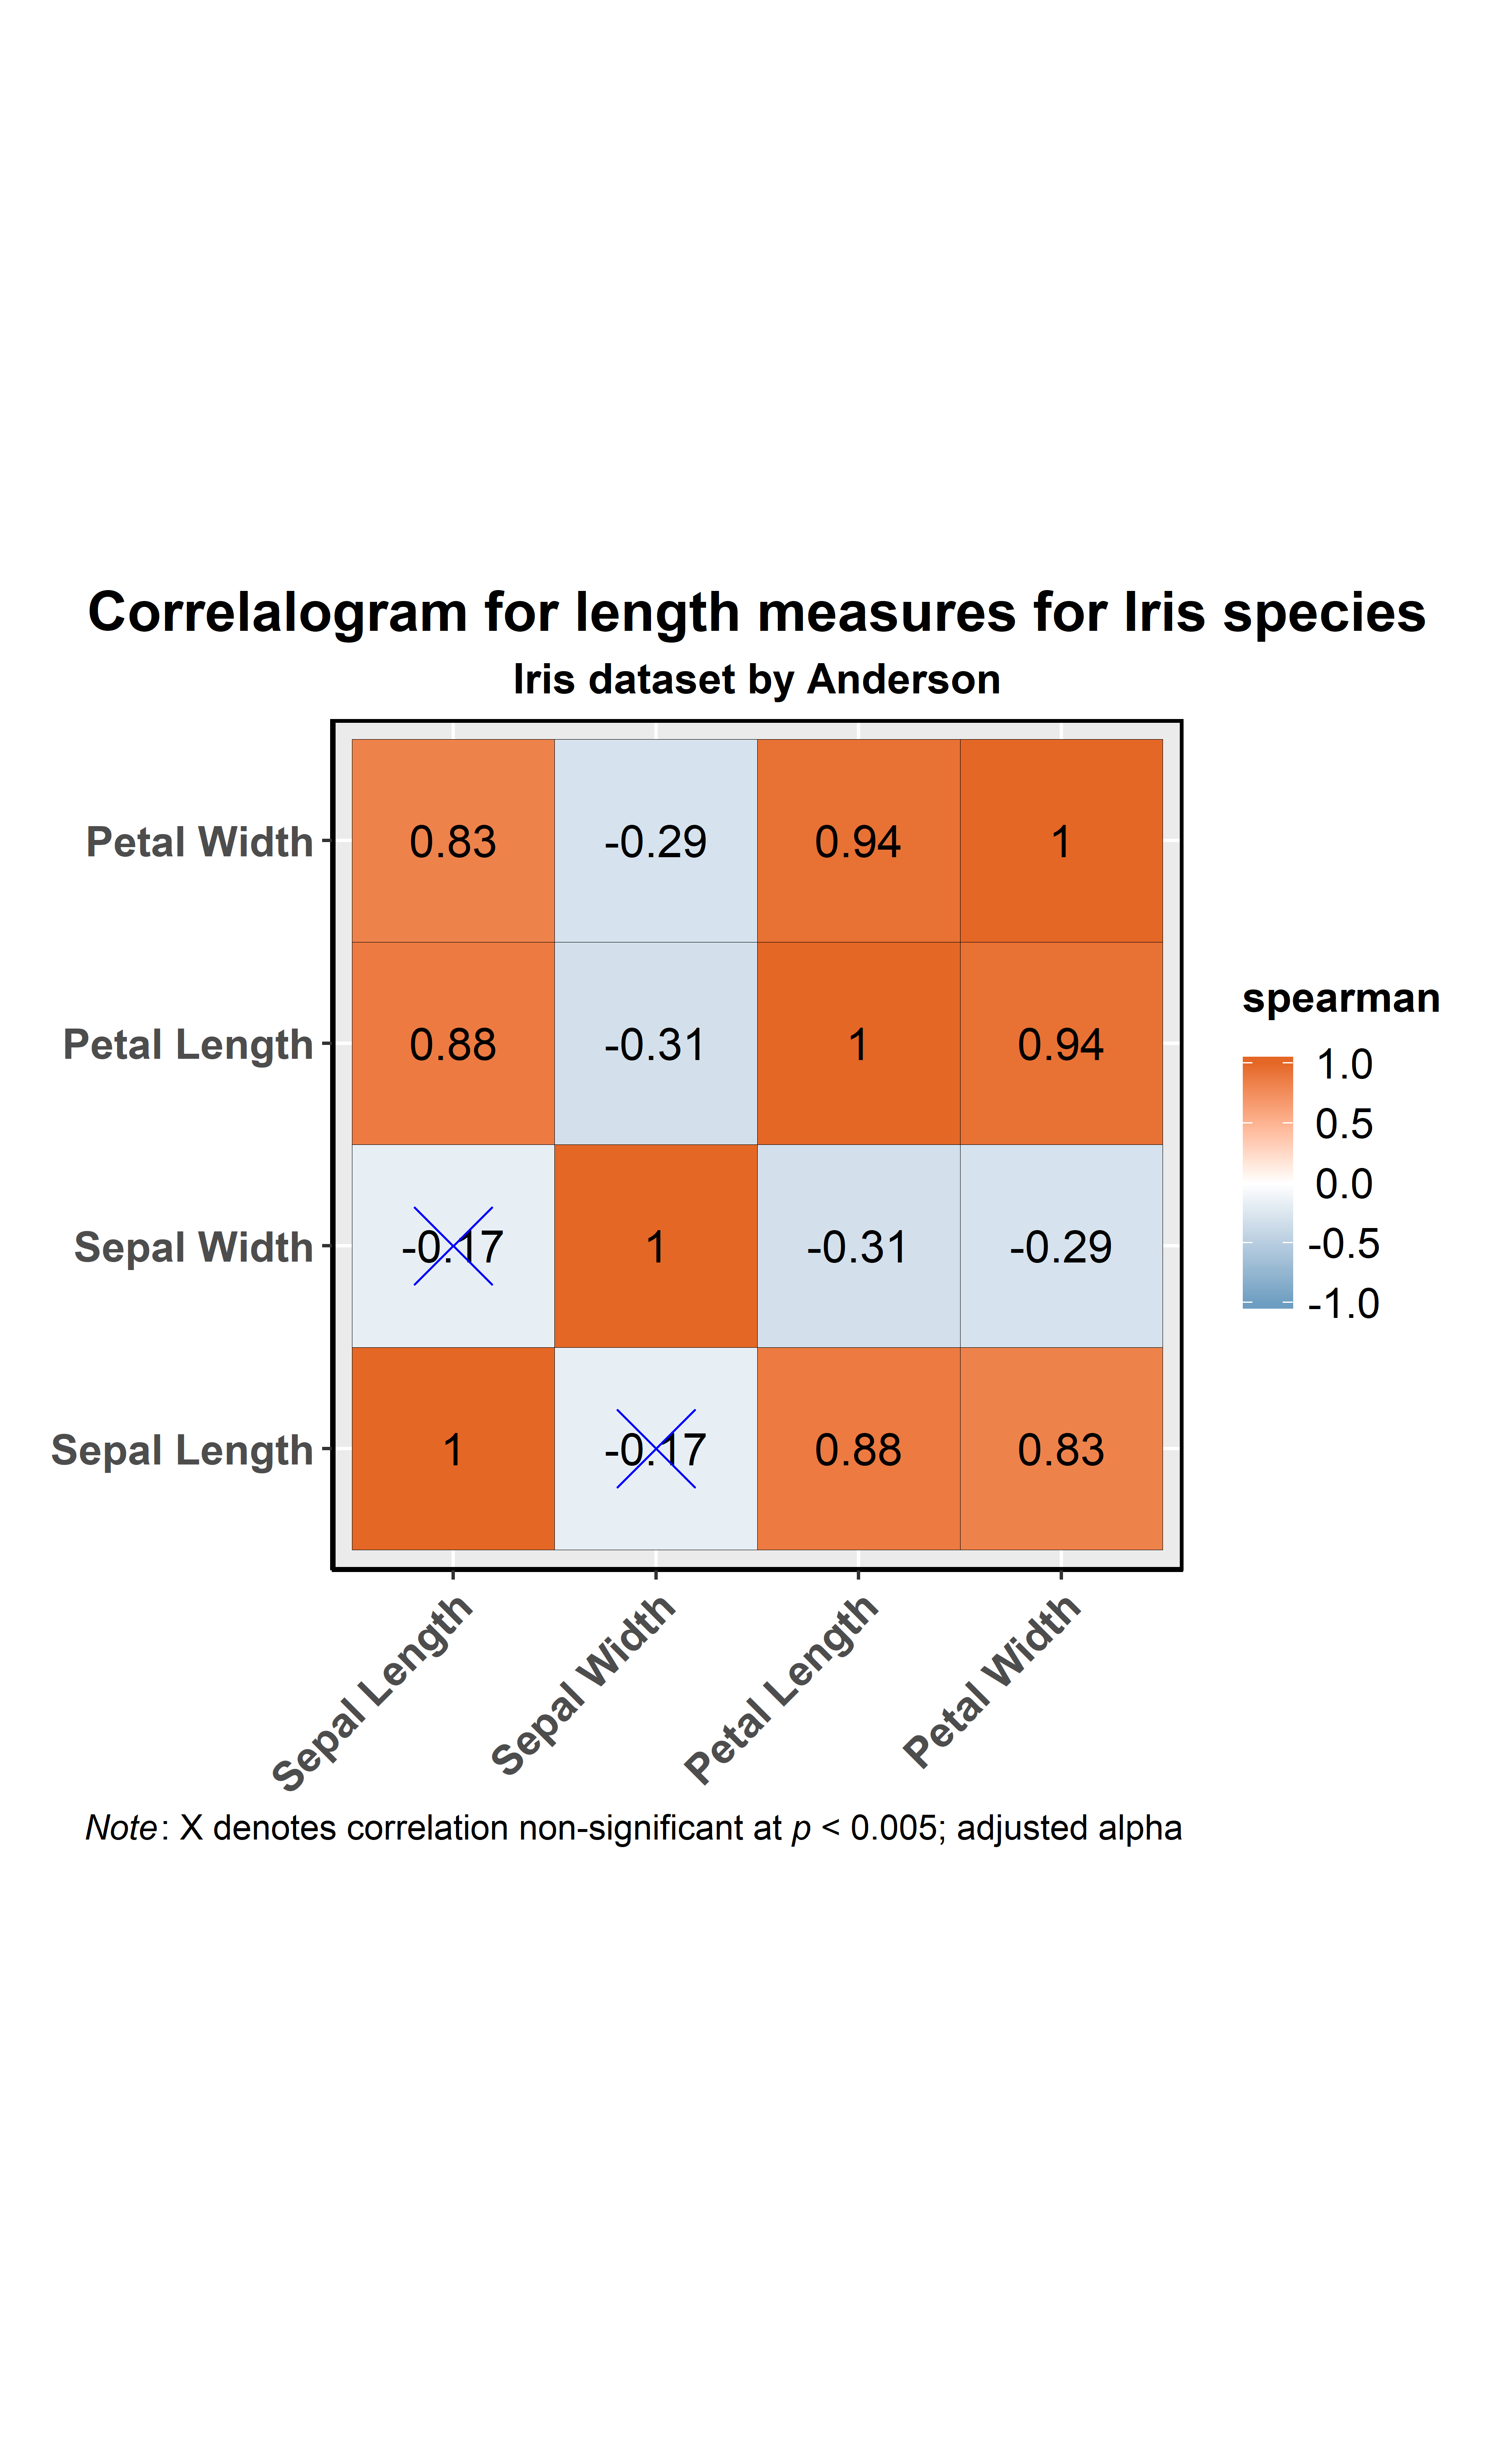 Correlalogram for length measures for Iris species
Iris dataset by Anderson
Petal Width
0.83
-0.29
0.94
1
Petal Length
0.88
-0.31
1
0.94
Sepal Width
-0.17
1
-0.31
-0.29
Sepal Length
1
-0.17
0.88
0.83
Sepal Length
Sepal Width
Petal Length
Petal Width
spearman
1.0
0.5
0.0
-0.5
-1.0
Note: X denotes correlation non-significant at p < 0.005; adjusted alpha